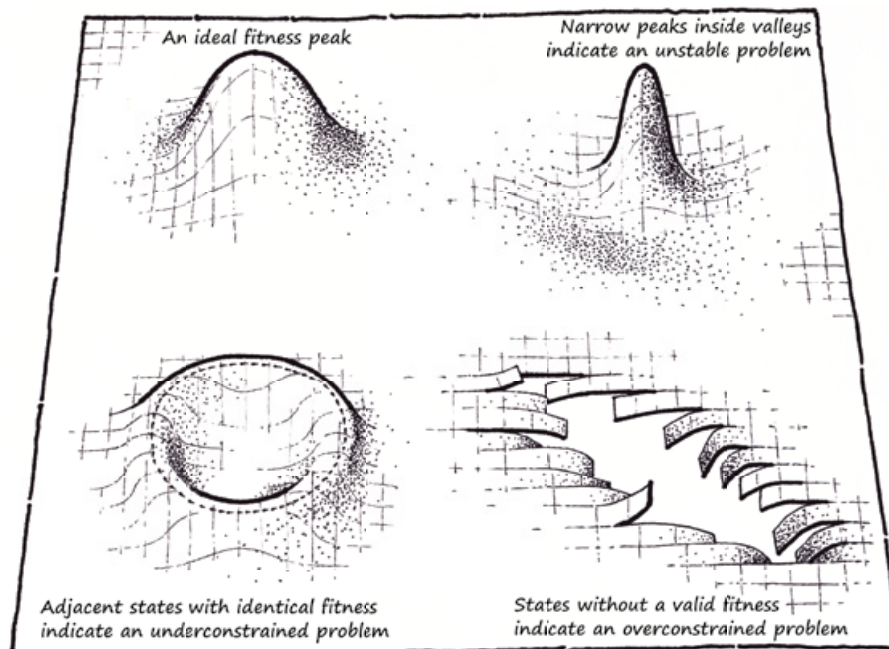 An ideal fitness peak
Narrow peaks inside valleys
indicate an unstable problem
Adjacent states with identical fitness
indicate an underconstrained problem
States without a valid fitness
indicate an overconstrained problem